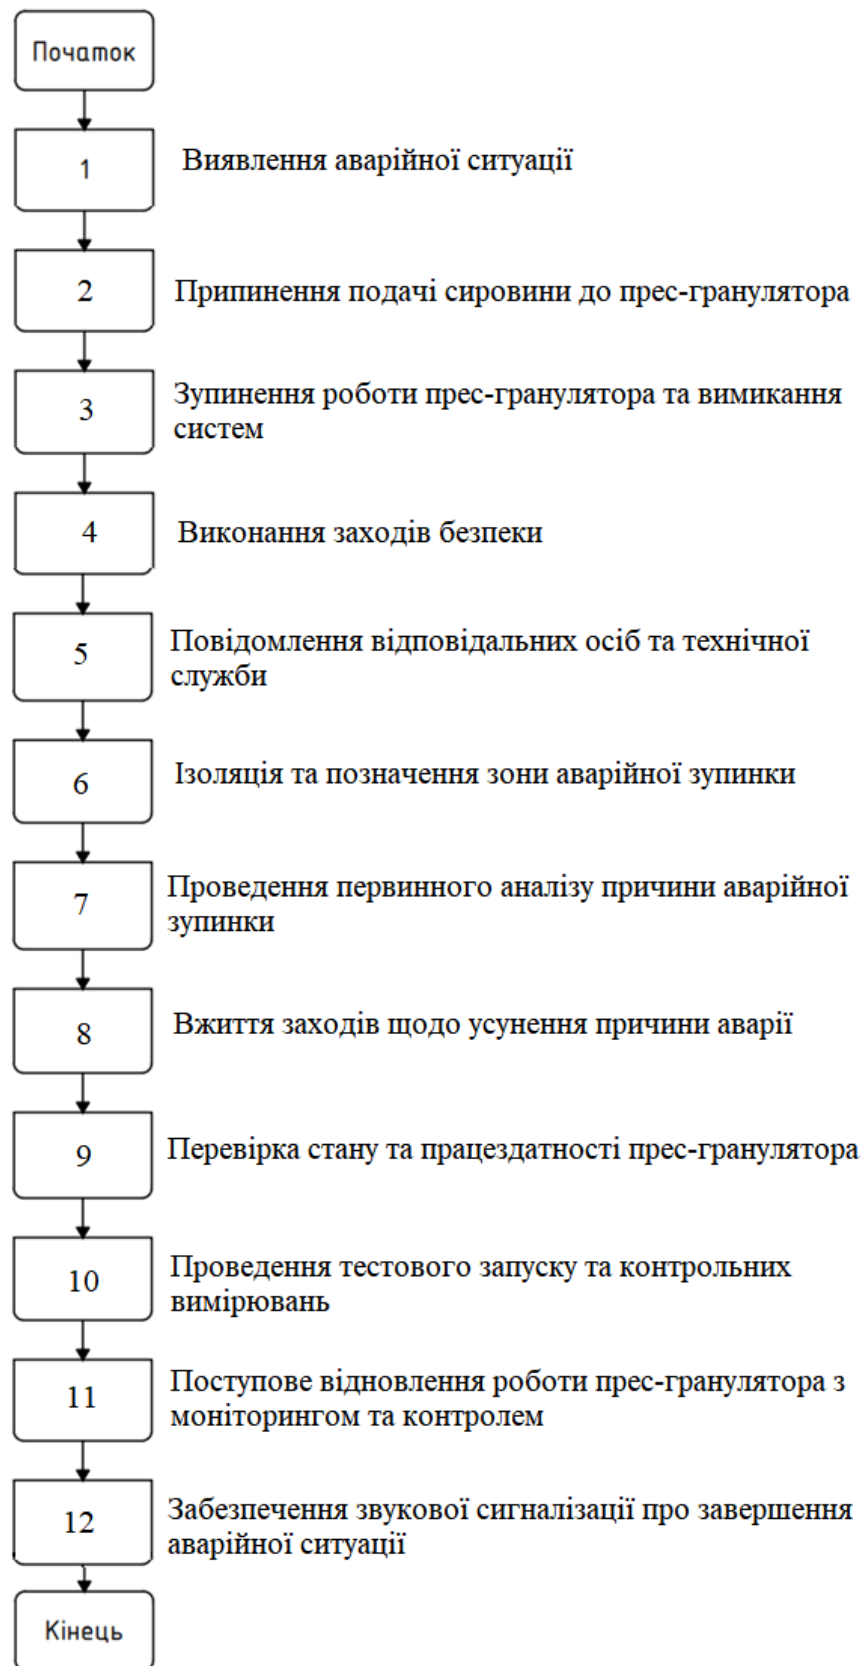 Початок
1
Виявлення аварійної ситуації
2
Припинення подачі сировини до прес-гранулятора
3
Зупинення роботи прес-гранулятора та вимикання
систем
4
Виконання заходів безпеки
5
Повідомлення відповідальних осіб та технічної
служби
6
Ізоляція та позначення зони аварійної зупинки
7
Проведення первинного аналізу причини аварійної
зупинки
8
Вжиття заходів щодо усунення причини аварії
9
Перевірка стану та працездатності прес-гранулятора
10
Проведення тестового запуску та контрольних
вимірювань
11
Поступове відновлення роботи прес-гранулятора з
моніторингом та контролем
12
Забезпечення звукової сигналізації про завершення
аварійної ситуації
Кінець